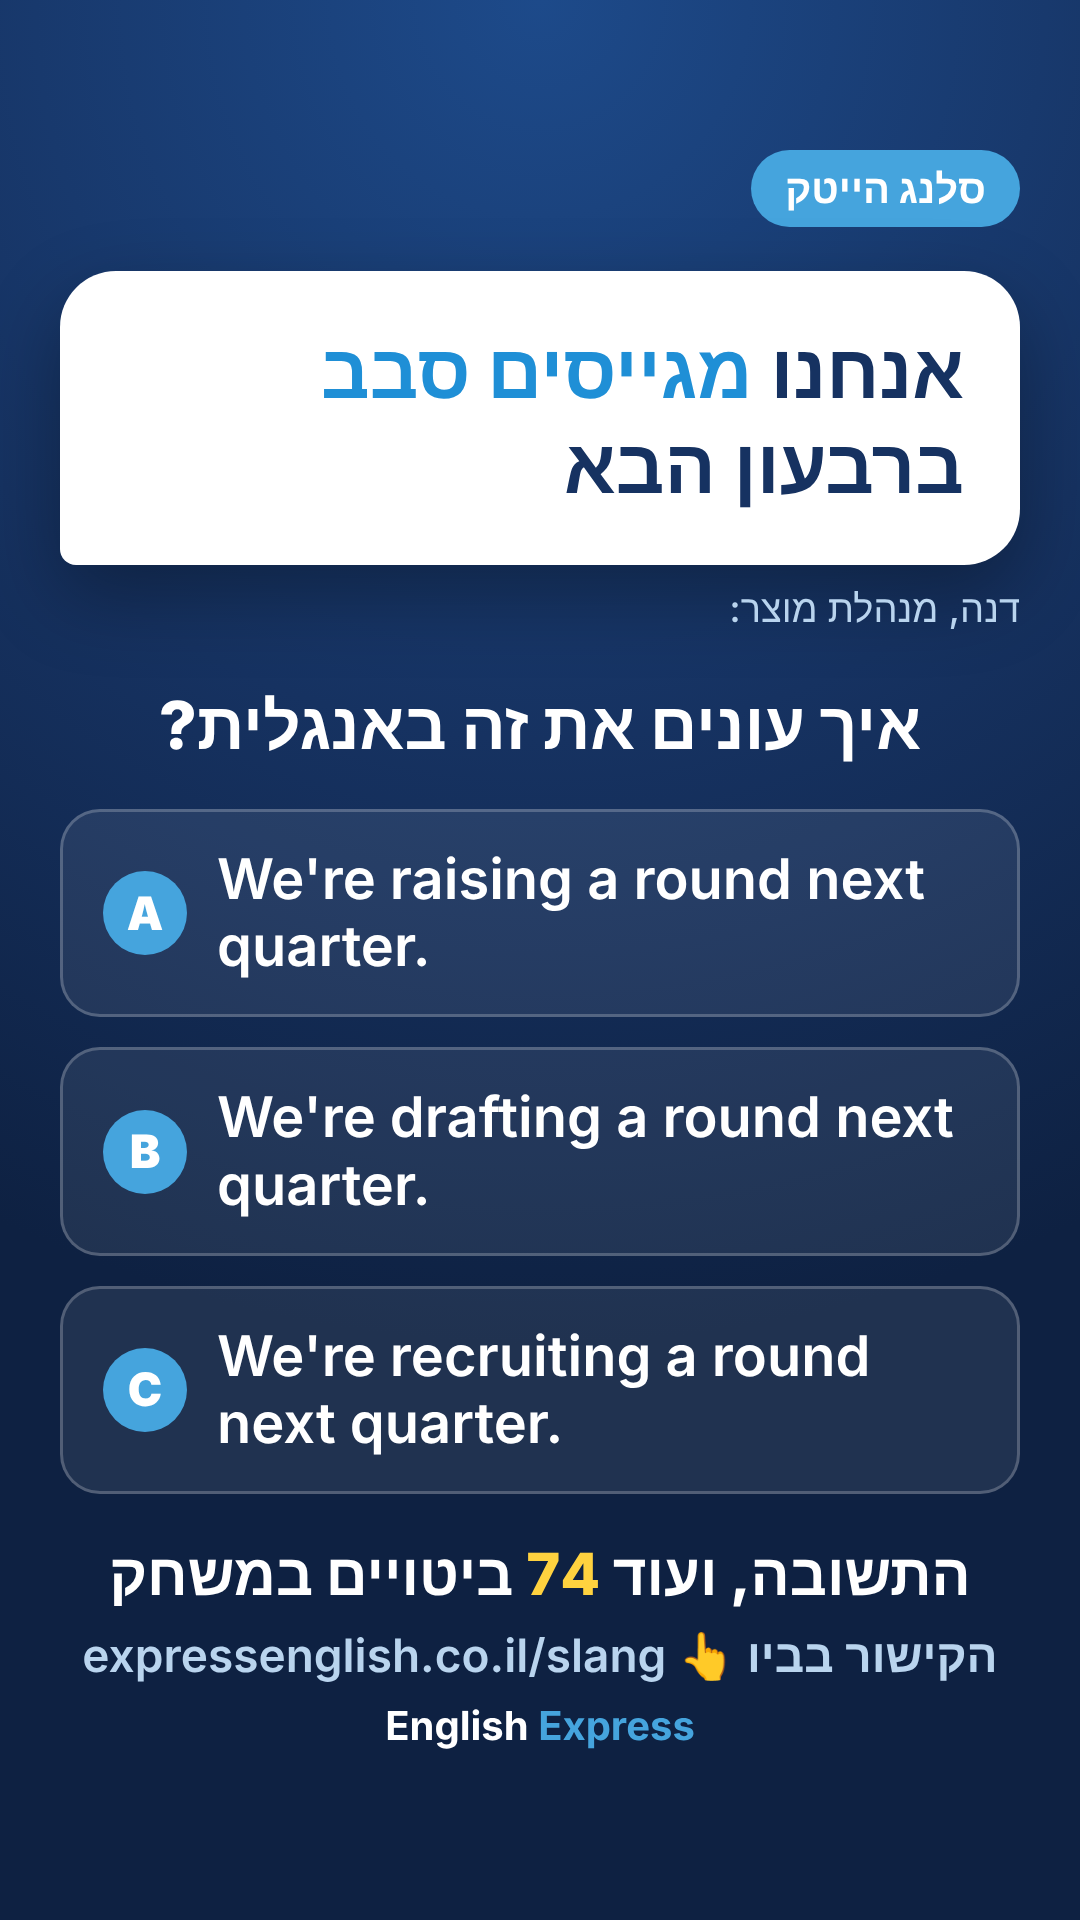 סלנג הייטק
אנחנו מגייסים סבב
ברבעון הבא
דנה, מנהלת מוצר:
איך עונים את זה באנגלית?
A
We're raising a round next
quarter.
B
We're drafting a round next
quarter.
C
We're recruiting a round
next quarter.
התשובה, ועוד 74 ביטויים במשחק
הקישור בביו 👆 expressenglish.co.il/slang
English Express